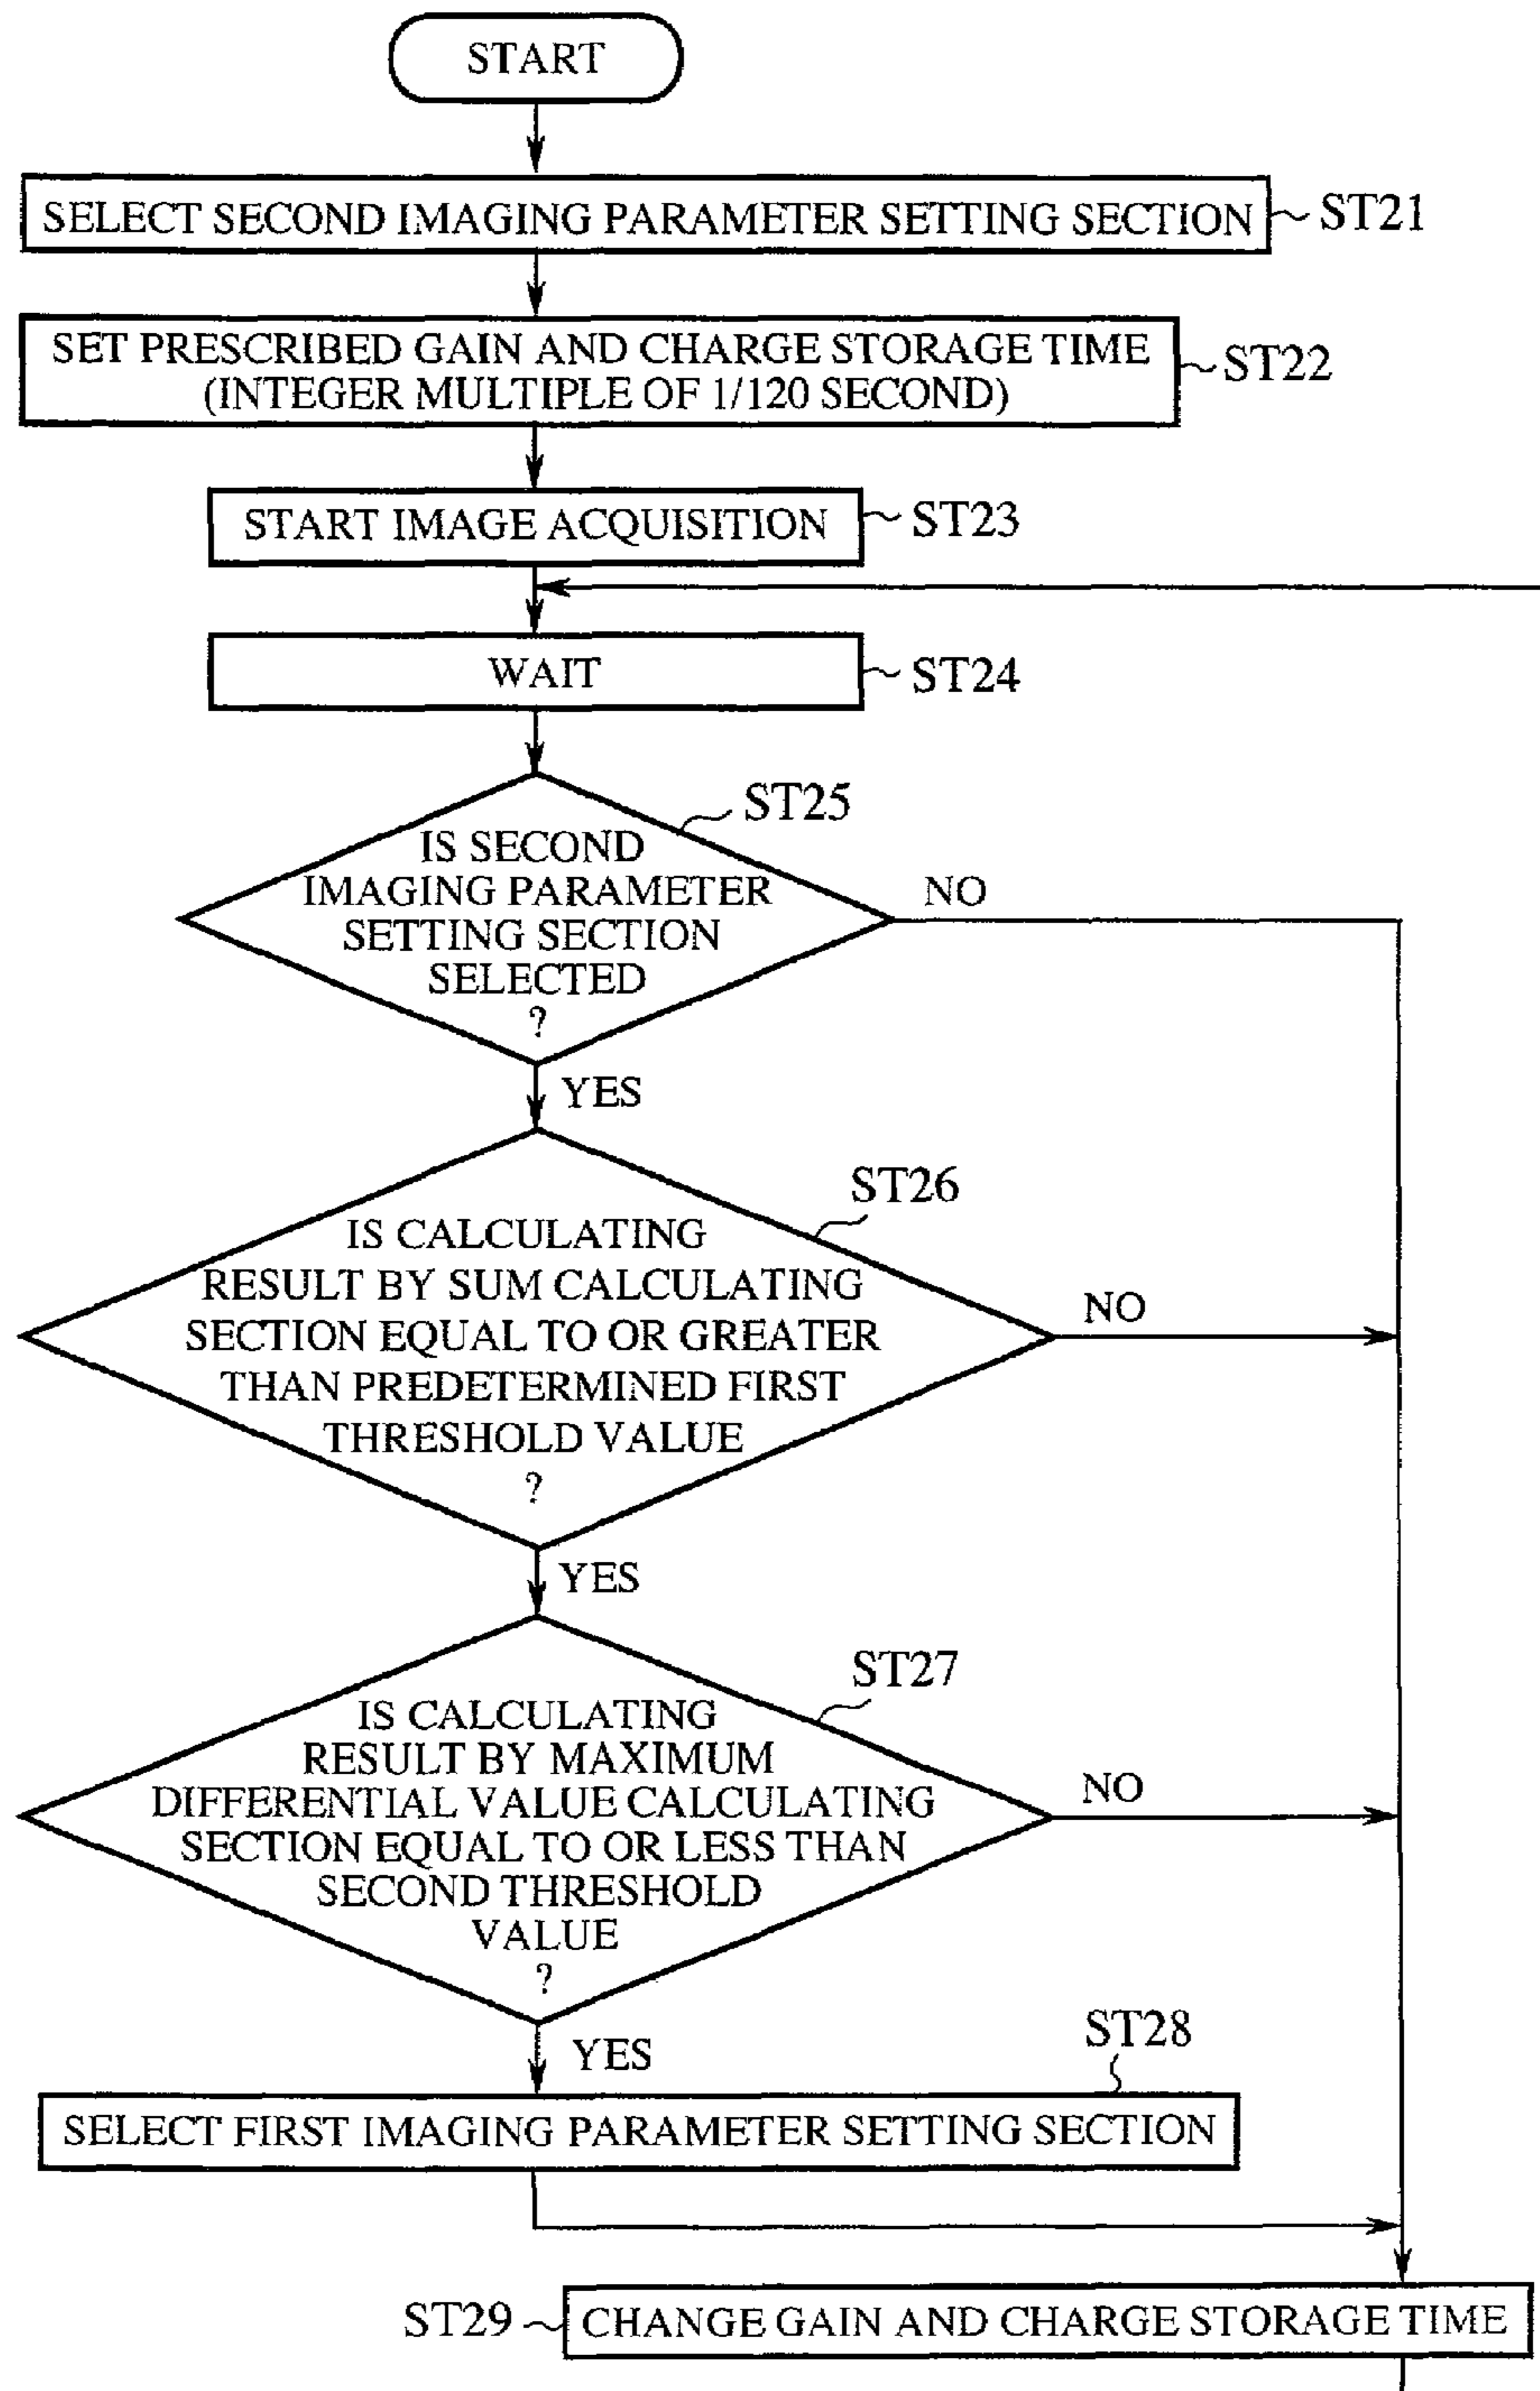 START
SELECT SECOND IMAGING PARAMETER SETTING SECTION
ST21
SET PRESCRIBED GAIN AND CHARGE STORAGE TIME
(INTEGER MULTIPLE OF 1/120 SECOND)
ST22
START IMAGE ACQUISITION
ST23
WAIT
ST24
ST25
IS SECOND
IMAGING PARAMETER
SETTING SECTION
SELECTED
?
NO
YES
ST26
IS CALCULATING
RESULT BY SUM CALCULATING
SECTION EQUAL TO OR GREATER
THAN PREDETERMINED FIRST
THRESHOLD VALUE
?
NO
YES
ST27
IS CALCULATING
RESULT BY MAXIMUM
DIFFERENTIAL VALUE CALCULATING
SECTION EQUAL TO OR LESS THAN
SECOND THRESHOLD
VALUE
?
NO
YES
ST28
SELECT FIRST IMAGING PARAMETER SETTING SECTION
ST29
CHANGE GAIN AND CHARGE STORAGE TIME